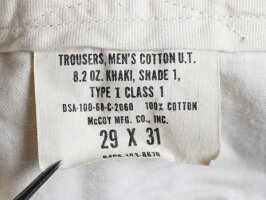 TROUSERS, MEN'S COTTON U.T.
8.2 OZ. KHAKI, SHADE 1,
TYPE I CLASS 1
DSA-100-68-C-2060 100% COTTON
McCOY MFG. CO., INC.
29 X 31